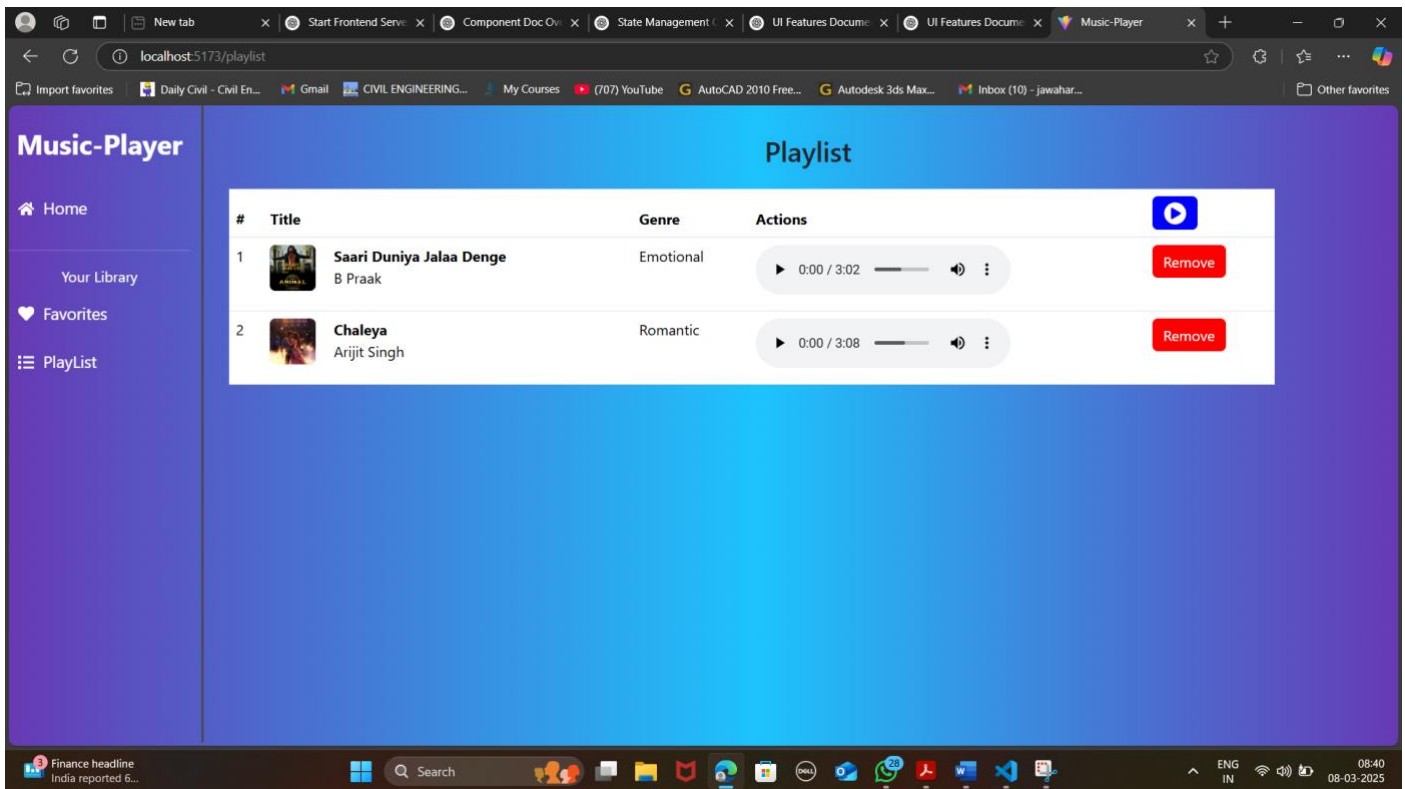 New tab
Start Frontend Serve
Component Doc Ov
State Management (
UI Features Docume
UI Features Docume
Music-Player
localhost:5173/playlist
Import favorites
Daily Civil - Civil En...
Gmail
CIVIL ENGINEERING...
My Courses
(707) YouTube
AutoCAD 2010 Free...
Autodesk 3ds Max...
Inbox (10) - jawahar...
Other favorites
Music-Player
Home
Your Library
Favorites
PlayList
Playlist
# Title Genre Actions
1 Saari Duniya Jalaa Denge Emotional 0:00 / 3:02 Remove
B Praak
ANIMAL
2 Chaleya Romantic 0:00 / 3:08 Remove
Arijit Singh
3
Finance headline
India reported 6...
Search
DELL
28
ENG
IN
08:40
08-03-2025